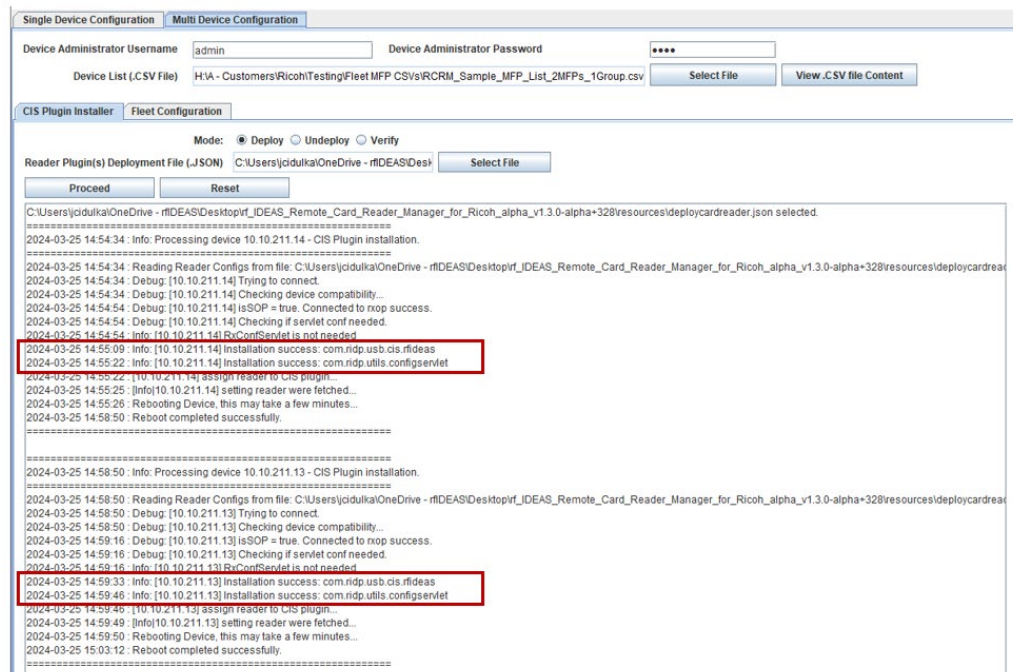 Single Device Configuration Multi Device Configuration
Device Administrator Username admin Device Administrator Password ••••
Device List (.CSV File) H:\A - Customers\Ricoh\Testing\Fleet MFP CSVs\RCRM_Sample_MFP_List_2MFPs_1Group.csv Select File View .CSV file Content
CIS Plugin Installer Fleet Configuration
Mode: Deploy Undeploy Verify
Reader Plugin(s) Deployment File (.JSON) C:\Users\jcidulka\OneDrive - rfIDEAS\Desk Select File
Proceed Reset
C:\Users\jcidulka\OneDrive - rfIDEAS\Desktop\rf_IDEAS_Remote_Card_Reader_Manager_for_Ricoh_alpha_v1.3.0-alpha+328\resources\deploycardreader.json selected.
=============================================================
2024-03-25 14:54:34 : Info: Processing device 10.10.211.14 - CIS Plugin installation.
=============================================================
2024-03-25 14:54:34 : Reading Reader Configs from file: C:\Users\jcidulka\OneDrive - rfIDEAS\Desktop\rf_IDEAS_Remote_Card_Reader_Manager_for_Ricoh_alpha_v1.3.0-alpha+328\resources\deploycardread
2024-03-25 14:54:34 : Debug: [10.10.211.14] Trying to connect.
2024-03-25 14:54:34 : Debug: [10.10.211.14] Checking device compatibility...
2024-03-25 14:54:54 : Debug: [10.10.211.14] isSOP = true. Connected to rxop success.
2024-03-25 14:54:54 : Debug: [10.10.211.14] Checking if servlet conf needed.
2024-03-25 14:54:54 : Info: [10.10.211.14] RxConfServlet is not needed
2024-03-25 14:55:09 : Info: [10.10.211.14] Installation success: com.ridp.usb.cis.rfideas
2024-03-25 14:55:22 : Info: [10.10.211.14] Installation success: com.ridp.utils.configservlet
2024-03-25 14:55:22 : [10.10.211.14] assign reader to CIS plugin...
2024-03-25 14:55:25 : [Info|10.10.211.14] setting reader were fetched...
2024-03-25 14:55:26 : Rebooting Device, this may take a few minutes...
2024-03-25 14:58:50 : Reboot completed successfully.
=============================================================
=============================================================
2024-03-25 14:58:50 : Info: Processing device 10.10.211.13 - CIS Plugin installation.
=============================================================
2024-03-25 14:58:50 : Reading Reader Configs from file: C:\Users\jcidulka\OneDrive - rfIDEAS\Desktop\rf_IDEAS_Remote_Card_Reader_Manager_for_Ricoh_alpha_v1.3.0-alpha+328\resources\deploycardread
2024-03-25 14:58:50 : Debug: [10.10.211.13] Trying to connect.
2024-03-25 14:58:50 : Debug: [10.10.211.13] Checking device compatibility...
2024-03-25 14:59:16 : Debug: [10.10.211.13] isSOP = true. Connected to rxop success.
2024-03-25 14:59:16 : Debug: [10.10.211.13] Checking if servlet conf needed.
2024-03-25 14:59:16 : Info: [10.10.211.13] RxConfServlet is not needed
2024-03-25 14:59:33 : Info: [10.10.211.13] Installation success: com.ridp.usb.cis.rfideas
2024-03-25 14:59:46 : Info: [10.10.211.13] Installation success: com.ridp.utils.configservlet
2024-03-25 14:59:46 : [10.10.211.13] assign reader to CIS plugin...
2024-03-25 14:59:49 : [Info|10.10.211.13] setting reader were fetched...
2024-03-25 14:59:50 : Rebooting Device, this may take a few minutes...
2024-03-25 15:03:12 : Reboot completed successfully.
=============================================================